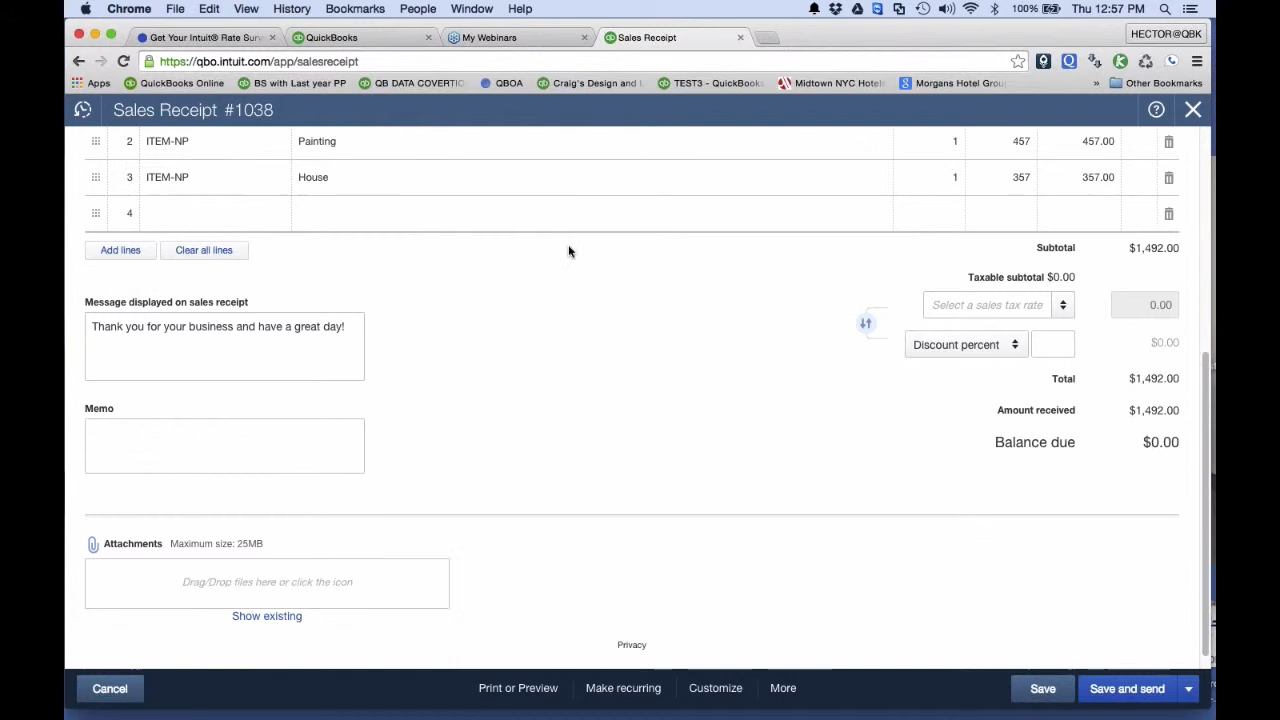 Chrome File Edit View History Bookmarks People Window Help 100% Thu 12:57 PM
Get Your Intuit® Rate Surv × QuickBooks × My Webinars × Sales Receipt × HECTOR@QBK
https://qbo.intuit.com/app/salesreceipt
Apps QuickBooks Online BS with Last year PP QB DATA COVERTIC QBOA Craig's Design and L TEST3 - QuickBooks Midtown NYC Hotels Morgans Hotel Grou » Other Bookmarks
Sales Receipt #1038
2 ITEM-NP Painting 1 457 457.00
3 ITEM-NP House 1 357 357.00
4
Add lines Clear all lines Subtotal $1,492.00
Taxable subtotal $0.00
Message displayed on sales receipt
Select a sales tax rate 0.00
Thank you for your business and have a great day!
Discount percent $0.00
Total $1,492.00
Memo Amount received $1,492.00
Balance due $0.00
Attachments Maximum size: 25MB
Drag/Drop files here or click the icon
Show existing
Privacy
Cancel Print or Preview Make recurring Customize More Save Save and send